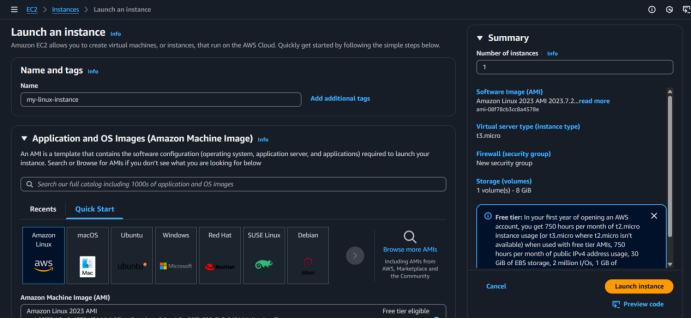 EC2 > Instances > Launch an instance
Launch an instance Info
Amazon EC2 allows you to create virtual machines, or instances, that run on the AWS Cloud. Quickly get started by following the simple steps below.
Name and tags Info
Name
my-linux-instance
Add additional tags
Application and OS Images (Amazon Machine Image) Info
An AMI is a template that contains the software configuration (operating system, application server, and applications) required to launch your
instance. Search or Browse for AMIs if you don't see what you are looking for below
Search our full catalog including 1000s of application and OS images
Recents
Quick Start
Amazon
Linux
aws
macOS
Mac
Ubuntu
ubuntu
Windows
Microsoft
Red Hat
Red Hat
SUSE Linux
Debian
Browse more AMIs
Including AMIs from
AWS, Marketplace and
the Community
Amazon Machine Image (AMI)
Amazon Linux 2023 AMI
Free tier eligible
Summary
Number of instances Info
1
Software Image (AMI)
Amazon Linux 2023 AMI 2023.7.2...read more
Virtual server type (instance type)
t3.micro
Firewall (security group)
New security group
Storage (volumes)
1 volume(s) - 8 GiB
Free tier: In your first year of opening an AWS
account, you get 750 hours per month of t2.micro
instance usage (or t3.micro where t2.micro isn't
available) when used with free tier AMIs, 750
hours per month of public IPv4 address usage, 30
GiB of EBS storage, 2 million I/Os, 1 GB of
Cancel
Launch instance
Preview code